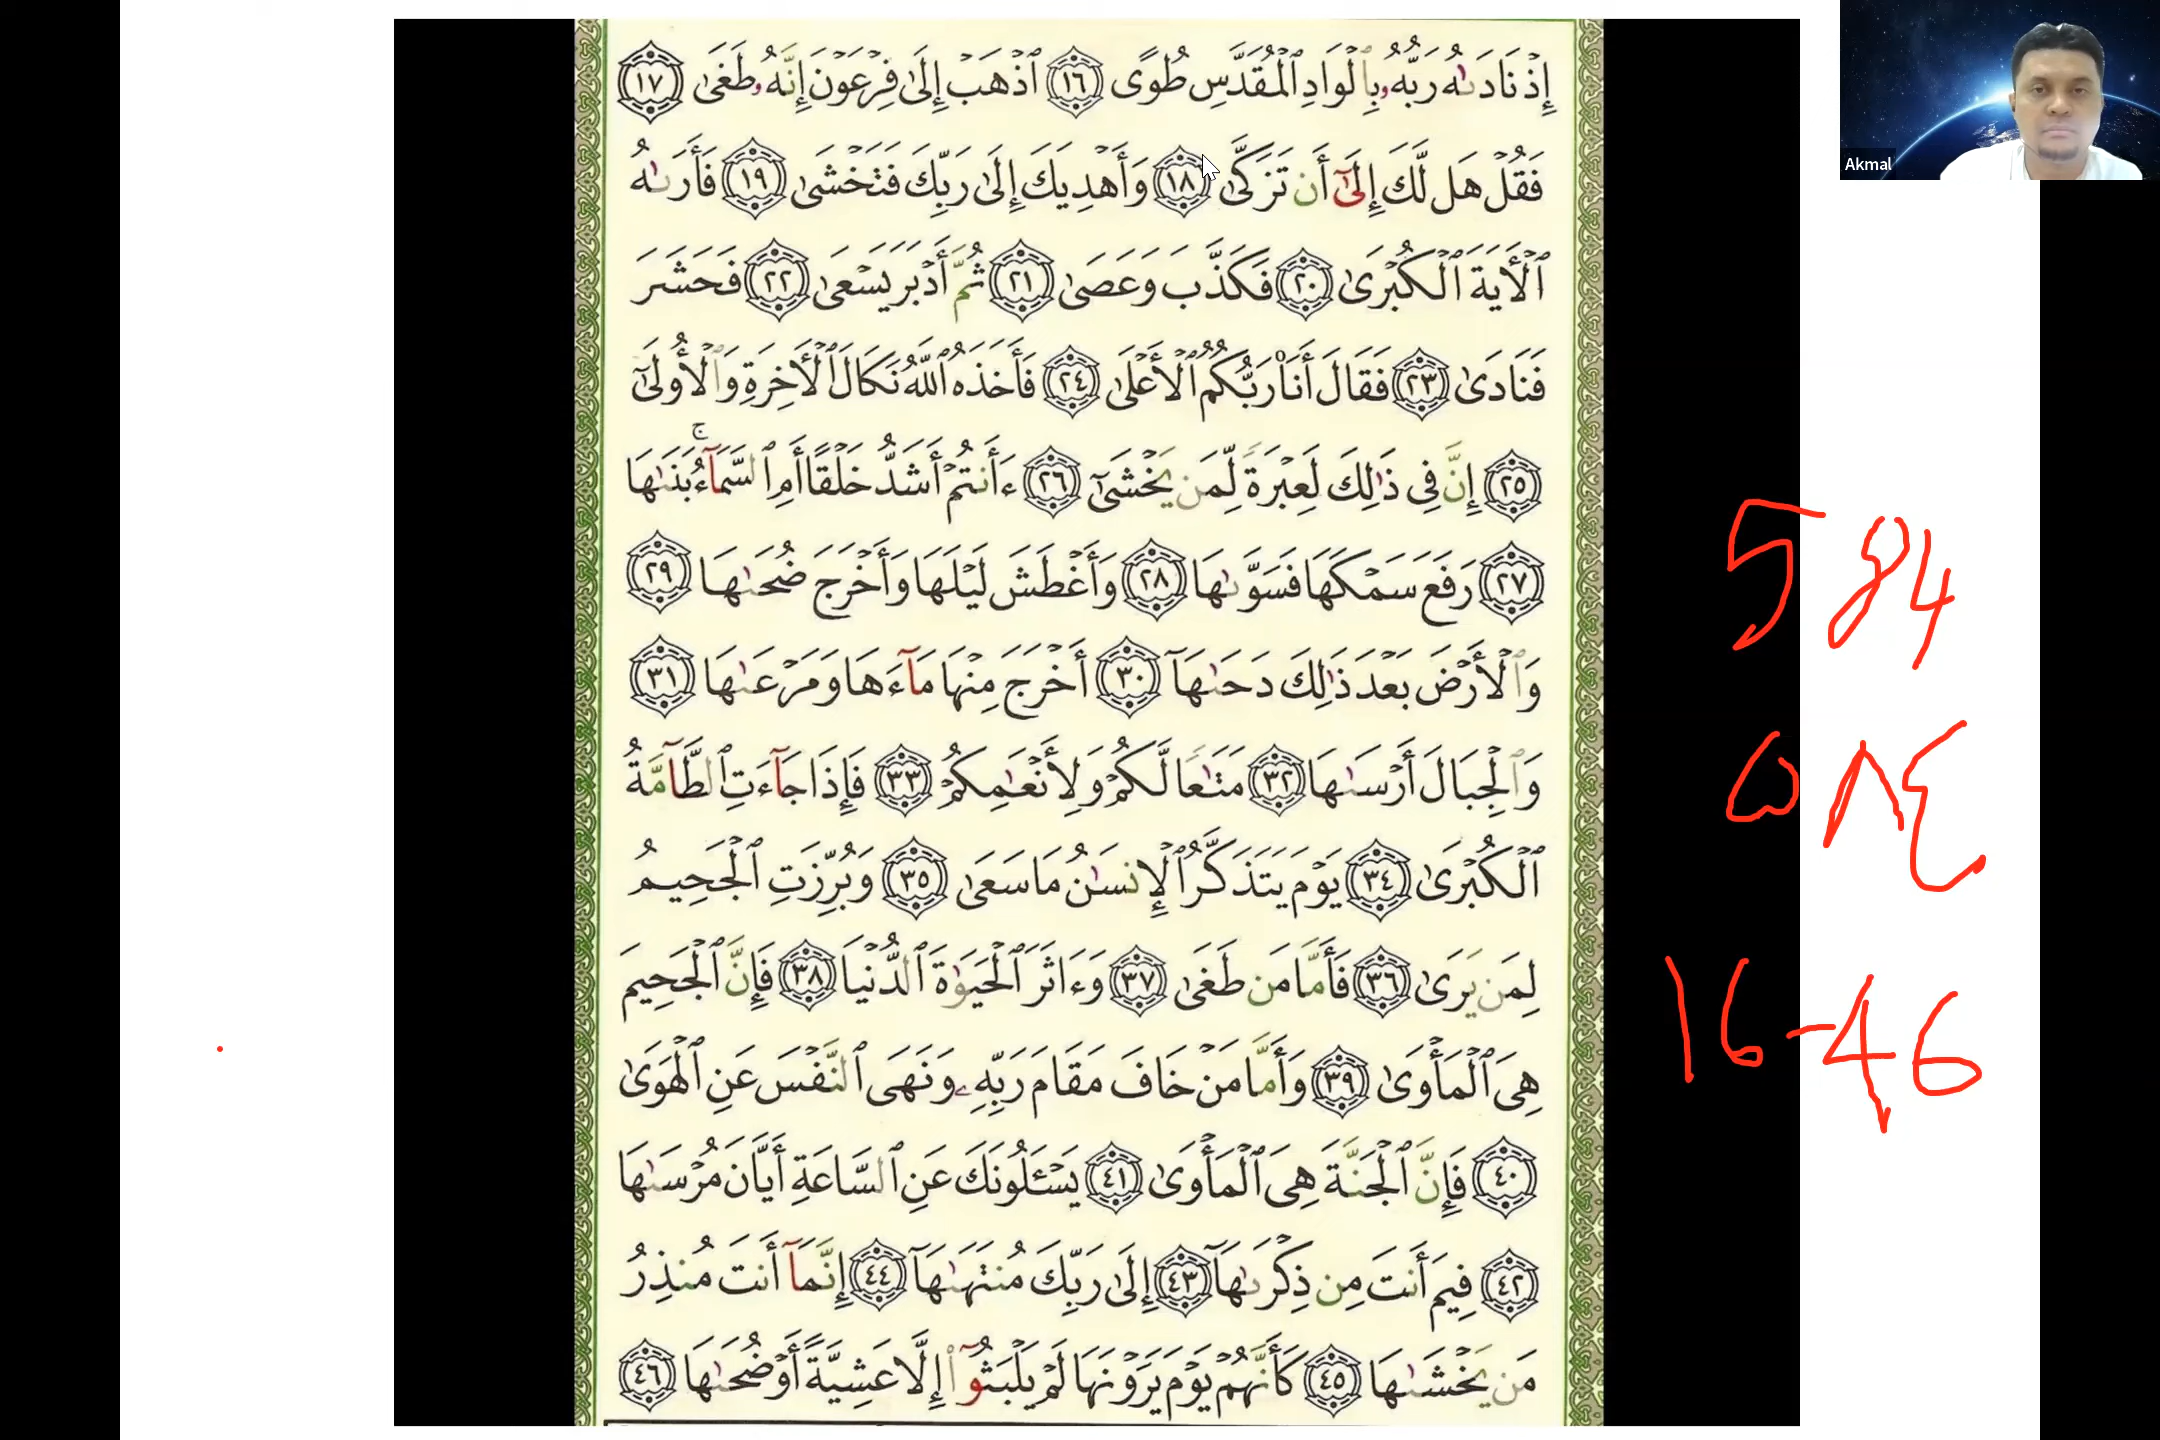 إِذْ نَادَىٰهُ رَبُّهُۥ بِٱلْوَادِ ٱلْمُقَدَّسِ طُوًى ١٦ ٱذْهَبْ إِلَىٰ فِرْعَوْنَ إِنَّهُۥ طَغَىٰ ١٧
فَقُلْ هَل لَّكَ إِلَىٰٓ أَن تَزَكَّىٰ ١٨ وَأَهْدِيَكَ إِلَىٰ رَبِّكَ فَتَخْشَىٰ ١٩ فَأَرَىٰهُ
ٱلْأَيَةَ ٱلْكُبْرَىٰ ٢٠ فَكَذَّبَ وَعَصَىٰ ٢١ ثُمَّ أَدْبَرَ يَسْعَىٰ ٢٢ فَحَشَرَ
فَنَادَىٰ ٢٣ فَقَالَ أَنَا۠ رَبُّكُمُ ٱلْأَعْلَىٰ ٢٤ فَأَخَذَهُ ٱللَّهُ نَكَالَ ٱلْأَخِرَةِ وَٱلْأُولَىٰٓ
٢٥ إِنَّ فِى ذَٰلِكَ لَعِبْرَةً لِّمَن يَخْشَىٰٓ ٢٦ ءَأَنتُمْ أَشَدُّ خَلْقًا أَمِ ٱلسَّمَآءُ ۚ بَنَىٰهَا
٢٧ رَفَعَ سَمْكَهَا فَسَوَّىٰهَا ٢٨ وَأَغْطَشَ لَيْلَهَا وَأَخْرَجَ ضُحَىٰهَا ٢٩
وَٱلْأَرْضَ بَعْدَ ذَٰلِكَ دَحَىٰهَآ ٣٠ أَخْرَجَ مِنْهَا مَآءَهَا وَمَرْعَىٰهَا ٣١
وَٱلْجِبَالَ أَرْسَىٰهَا ٣٢ مَتَٰعًا لَّكُمْ وَلِأَنْعَٰمِكُمْ ٣٣ فَإِذَا جَآءَتِ ٱلطَّآمَّةُ
ٱلْكُبْرَىٰ ٣٤ يَوْمَ يَتَذَكَّرُ ٱلْإِنسَٰنُ مَا سَعَىٰ ٣٥ وَبُرِّزَتِ ٱلْجَحِيمُ
لِمَن يَرَىٰ ٣٦ فَأَمَّا مَن طَغَىٰ ٣٧ وَءَاثَرَ ٱلْحَيَوٰةَ ٱلدُّنْيَا ٣٨ فَإِنَّ ٱلْجَحِيمَ
هِىَ ٱلْمَأْوَىٰ ٣٩ وَأَمَّا مَنْ خَافَ مَقَامَ رَبِّهِۦ وَنَهَى ٱلنَّفْسَ عَنِ ٱلْهَوَىٰ
٤٠ فَإِنَّ ٱلْجَنَّةَ هِىَ ٱلْمَأْوَىٰ ٤١ يَسْـَٔلُونَكَ عَنِ ٱلسَّاعَةِ أَيَّانَ مُرْسَىٰهَا
٤٢ فِيمَ أَنتَ مِن ذِكْرَىٰهَآ ٤٣ إِلَىٰ رَبِّكَ مُنتَهَىٰهَآ ٤٤ إِنَّمَآ أَنتَ مُنذِرُ
مَن يَخْشَىٰهَا ٤٥ كَأَنَّهُمْ يَوْمَ يَرَوْنَهَا لَمْ يَلْبَثُوٓا۟ إِلَّا عَشِيَّةً أَوْ ضُحَىٰهَا ٤٦
Akmal
584
٥٨٤
16-46